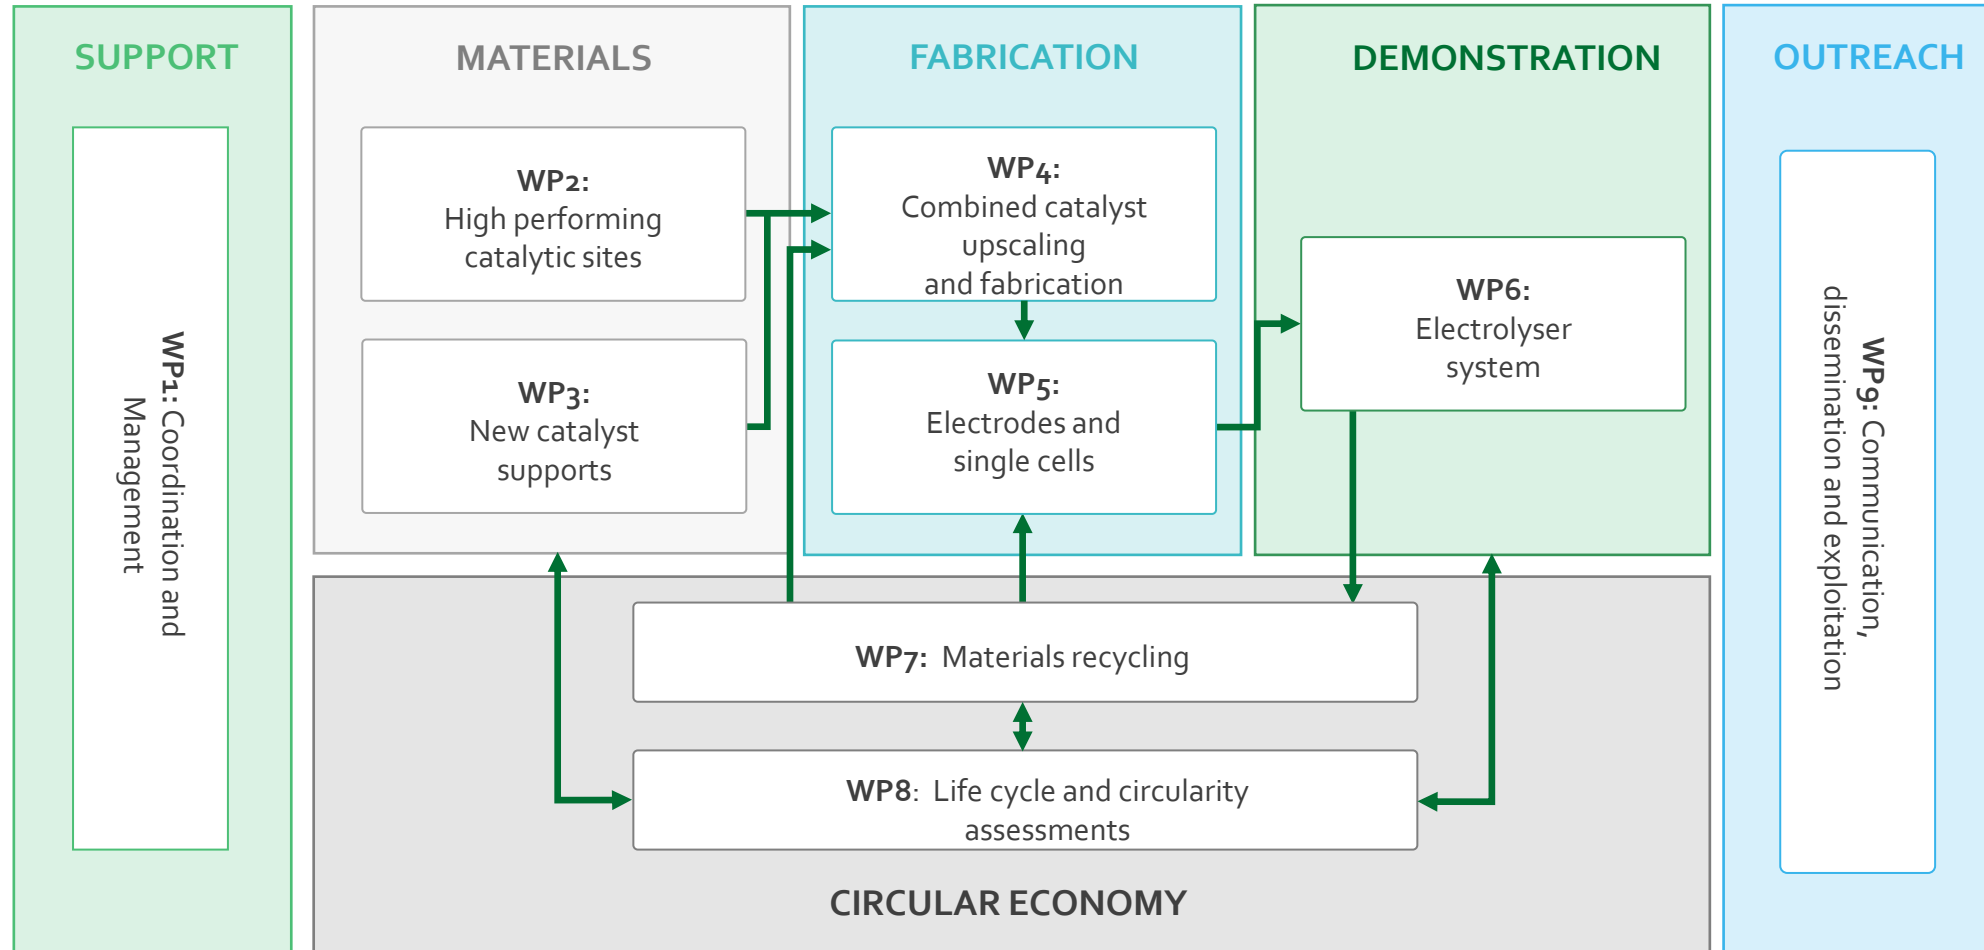 SUPPORT
WP1: Coordination and
Management
MATERIALS
WP2:
High performing
catalytic sites
WP3:
New catalyst
supports
FABRICATION
WP4:
Combined catalyst
upscaling
and fabrication
WP5:
Electrodes and
single cells
DEMONSTRATION
WP6:
Electrolyser
system
OUTREACH
WP9: Communication,
dissemination and exploitation
WP7: Materials recycling
WP8: Life cycle and circularity
assessments
CIRCULAR ECONOMY